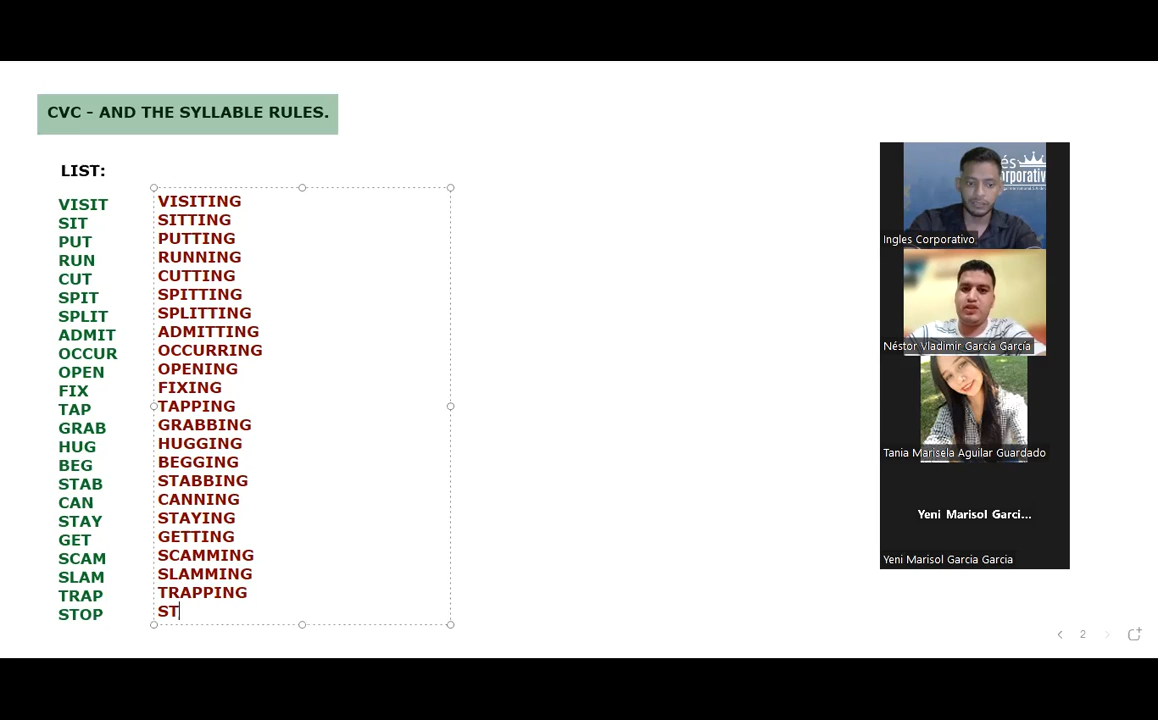 CVC - AND THE SYLLABLE RULES.
LIST:
VISIT
SIT
PUT
RUN
CUT
SPIT
SPLIT
ADMIT
OCCUR
OPEN
FIX
TAP
GRAB
HUG
BEG
STAB
CAN
STAY
GET
SCAM
SLAM
TRAP
STOP
VISITING
SITTING
PUTTING
RUNNING
CUTTING
SPITTING
SPLITTING
ADMITTING
OCCURRING
OPENING
FIXING
TAPPING
GRABBING
HUGGING
BEGGING
STABBING
CANNING
STAYING
GETTING
SCAMMING
SLAMMING
TRAPPING
ST
és
orporativ
Ingles Corporativo
Néstor Vladimir García García
Tania Marisela Aguilar Guardado
Yeni Marisol Garci...
Yeni Marisol Garcia Garcia
2